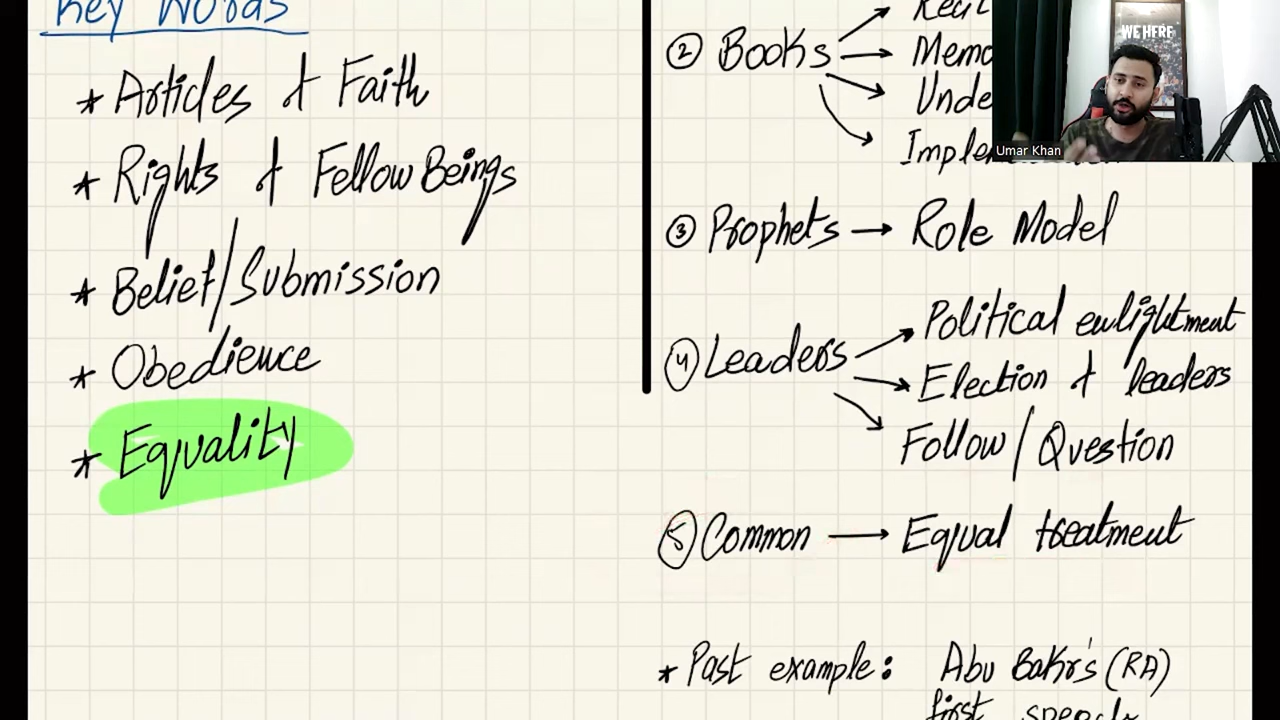 Key Words
* Articles of Faith
* Rights of Fellow Beings
* Belief/Submission
* Obedience
* Equality
② Books →
→
→
→
③ Prophets → Role Model
④ Leaders → Political enlightment
→ Election of leaders
→ Follow/Question
⑤ Common → Equal treatment
* Past example: Abu Bakr's (RA)
first speech
WE HERE
Umar Khan